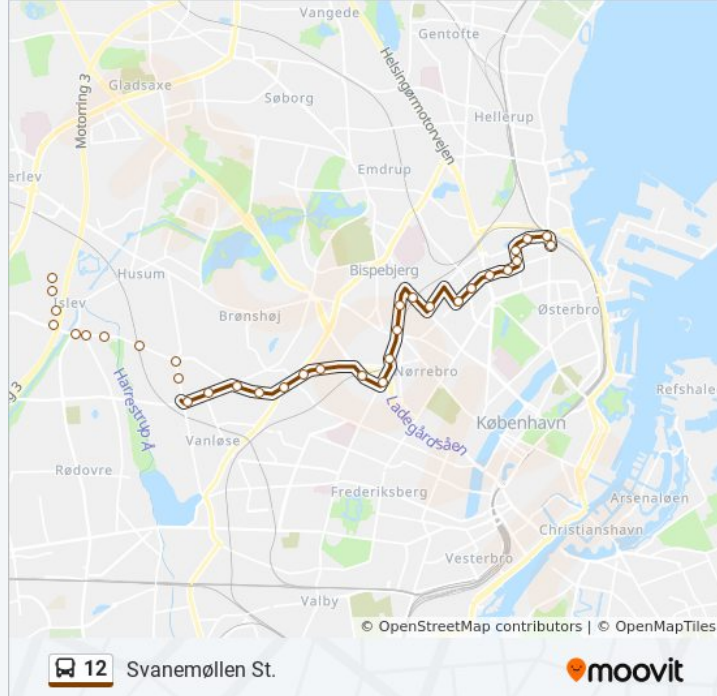 Vangede
Gentofte
Gladsaxe
Motorring 3
Søborg
Helsingørmotorvejen
Hellerup
Emdrup
erlev
Husum
Bispebjerg
Islev
Brønshøj
Østerbro
g 3
Harrestrup Å
Nørrebro
Refshale
Ladegårdsåen
København
Vanløse
Rødovre
Frederiksberg
Arsenaløen
Christianshavn
Vesterbro
Valby
© OpenStreetMap contributors | © OpenMapTiles
12 Svanemøllen St.
moovit